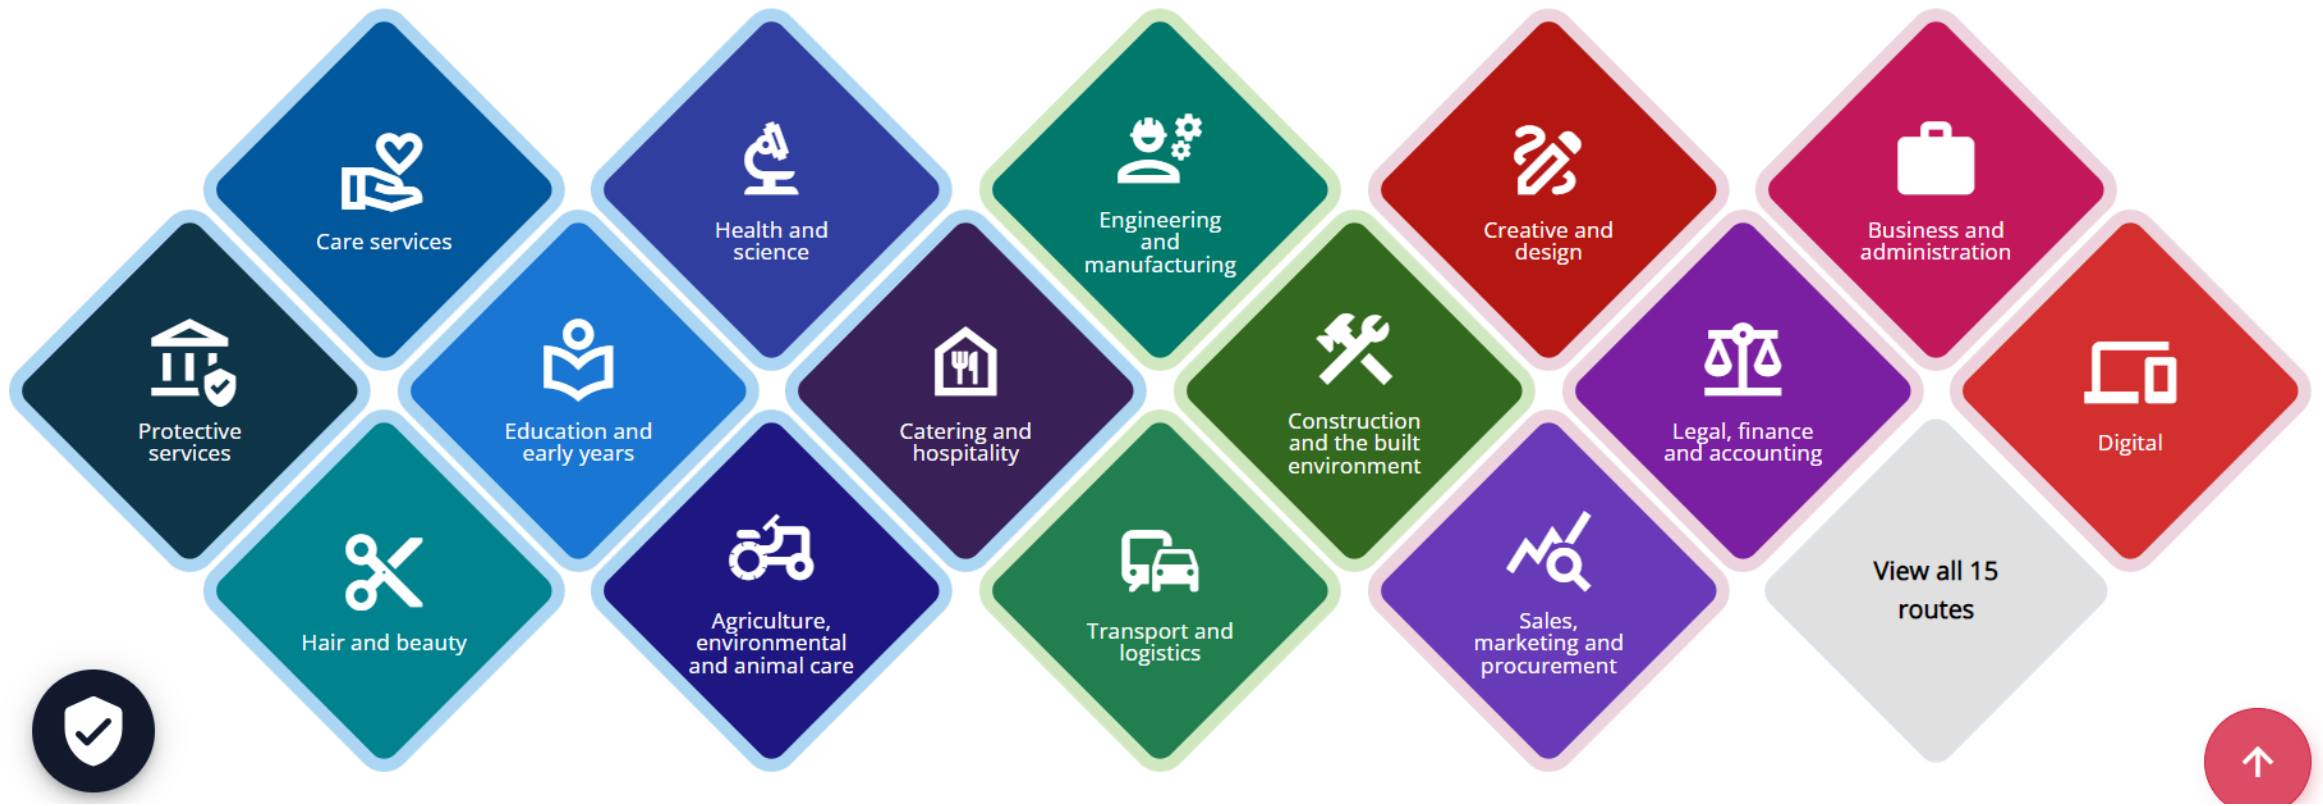 Care services
Health and
science
Engineering
and
manufacturing
Creative and
design
Business and
administration
Protective
services
Education and
early years
Catering and
hospitality
Construction
and the built
environment
Legal, finance
and accounting
Digital
Hair and beauty
Agriculture,
environmental
and animal care
Transport and
logistics
Sales,
marketing and
procurement
View all 15
routes